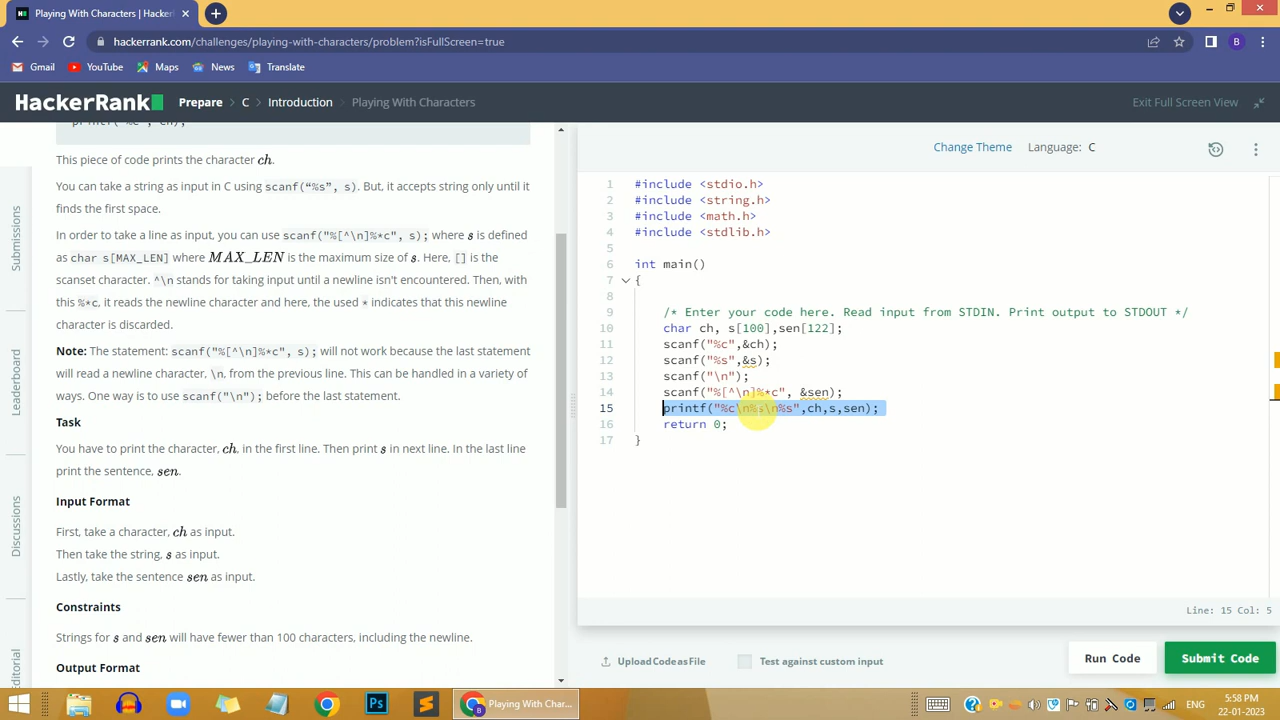 Playing With Characters | Hacker
hackerrank.com/challenges/playing-with-characters/problem?isFullScreen=true
B
Gmail YouTube Maps News Translate
HackerRank Prepare > C > Introduction > Playing With Characters Exit Full Screen View
printf("%c", ch);
This piece of code prints the character ch.
You can take a string as input in C using scanf(“%s”, s). But, it accepts string only until it
finds the first space.
In order to take a line as input, you can use scanf("%[^\n]%*c", s); where s is defined
as char s[MAX_LEN] where MAX_LEN is the maximum size of s. Here, [] is the
scanset character. ^\n stands for taking input until a newline isn't encountered. Then, with
this %*c, it reads the newline character and here, the used * indicates that this newline
character is discarded.
Note: The statement: scanf("%[^\n]%*c", s); will not work because the last statement
will read a newline character, \n, from the previous line. This can be handled in a variety of
ways. One way is to use scanf("\n"); before the last statement.
Task
You have to print the character, ch, in the first line. Then print s in next line. In the last line
print the sentence, sen.
Input Format
First, take a character, ch as input.
Then take the string, s as input.
Lastly, take the sentence sen as input.
Constraints
Strings for s and sen will have fewer than 100 characters, including the newline.
Output Format
Submissions
Leaderboard
Discussions
Editorial
Change Theme Language: C
1 #include <stdio.h>
2 #include <string.h>
3 #include <math.h>
4 #include <stdlib.h>
5
6 int main()
7 {
8
9 /* Enter your code here. Read input from STDIN. Print output to STDOUT */
10 char ch, s[100],sen[122];
11 scanf("%c",&ch);
12 scanf("%s",&s);
13 scanf("\n");
14 scanf("%[^\n]%*c", &sen);
15 printf("%c\n%s\n%s",ch,s,sen);
16 return 0;
17 }
Line: 15 Col: 5
Upload Code as File Test against custom input Run Code Submit Code
Playing With Char...
ENG
5:58 PM
22-01-2023